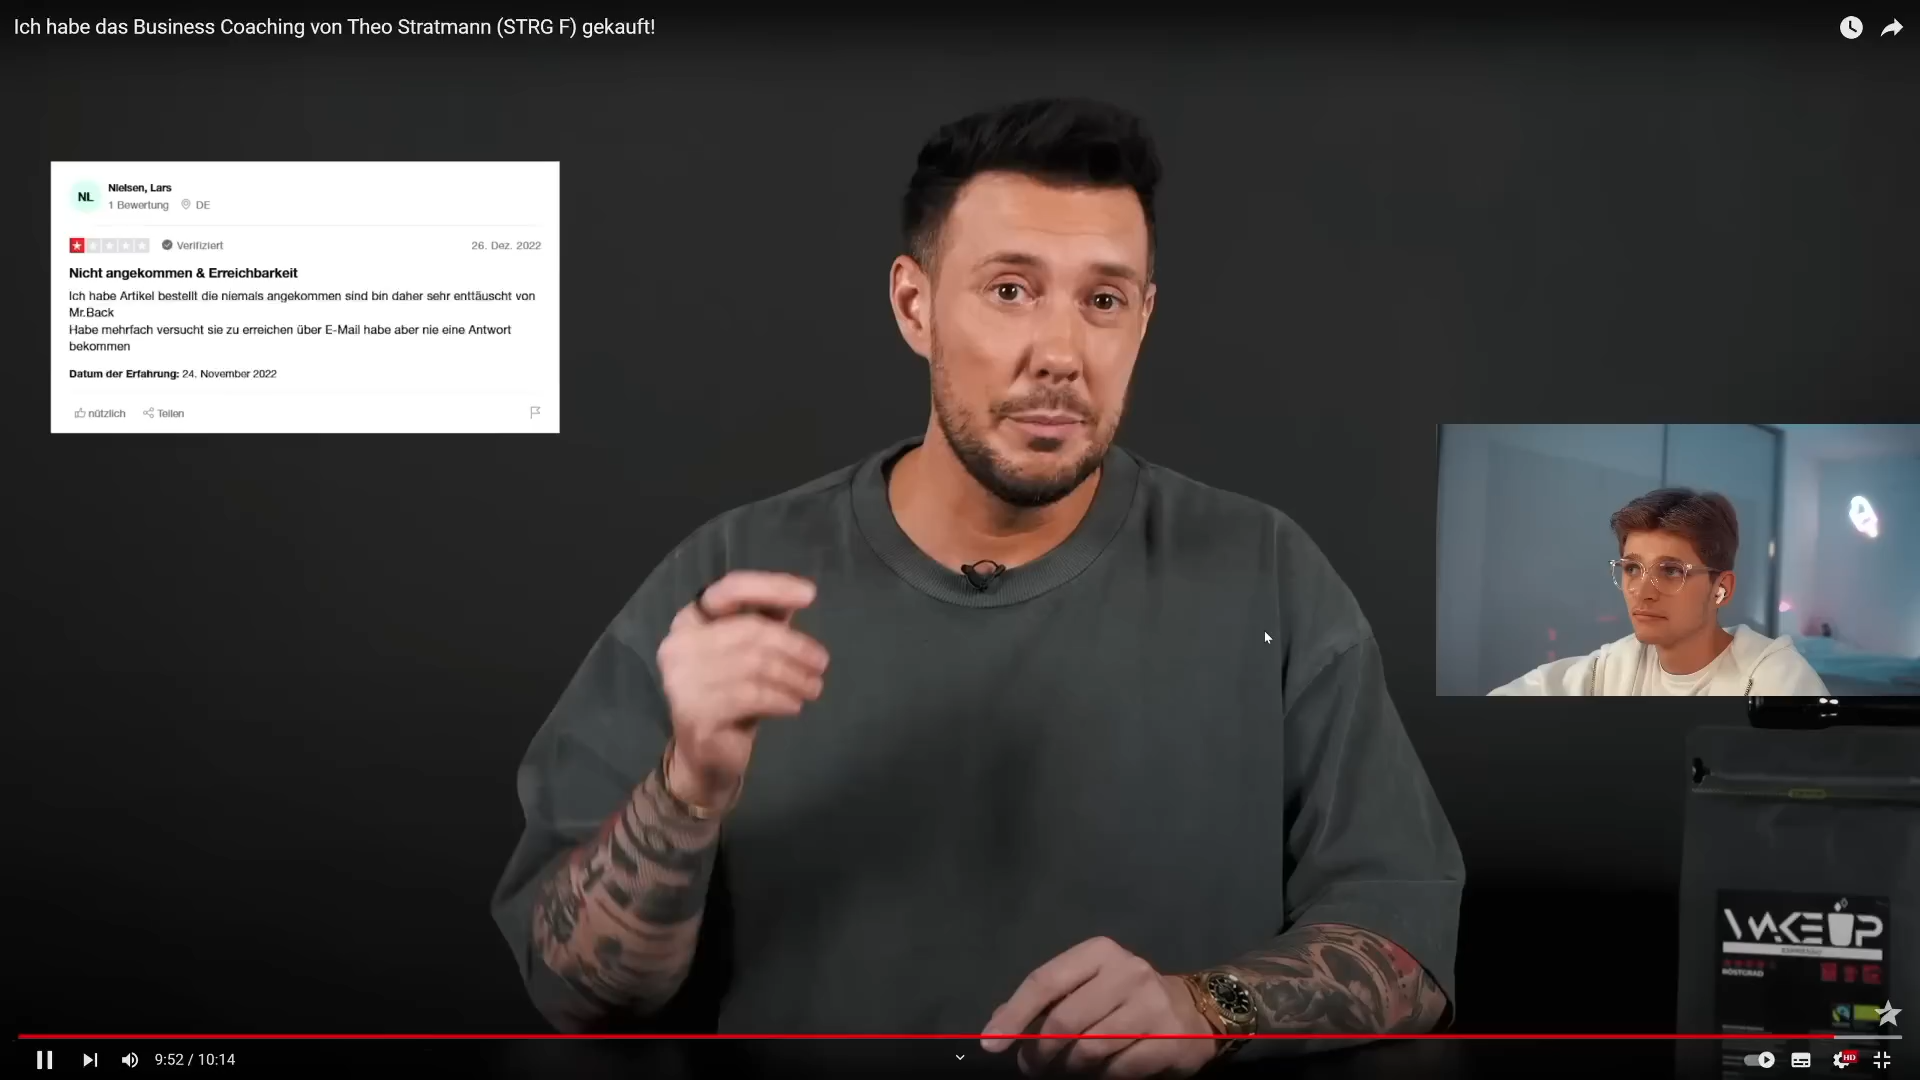 Ich habe das Business Coaching von Theo Stratmann (STRG F) gekauft!
NL
Nielsen, Lars
1 Bewertung DE
Verifiziert 26. Dez. 2022
Nicht angekommen & Erreichbarkeit
Ich habe Artikel bestellt die niemals angekommen sind bin daher sehr enttäuscht von
Mr.Back
Habe mehrfach versucht sie zu erreichen über E-Mail habe aber nie eine Antwort
bekommen
Datum der Erfahrung: 24. November 2022
nützlich Teilen
WAKEUP
RÖSTGRAD
9:52 / 10:14
HD